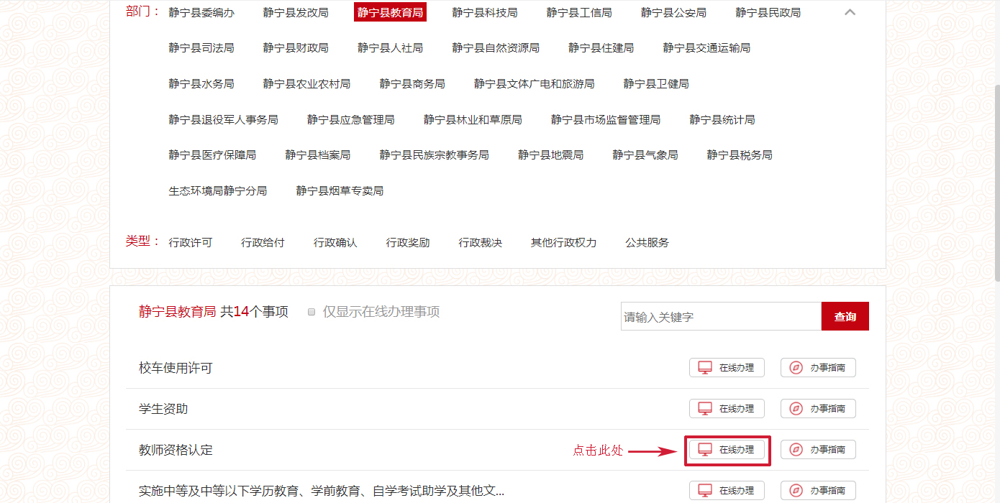 部门： 静宁县委编办 静宁县发改局 静宁县教育局 静宁县科技局 静宁县工信局 静宁县公安局 静宁县民政局
静宁县司法局 静宁县财政局 静宁县人社局 静宁县自然资源局 静宁县住建局 静宁县交通运输局
静宁县水务局 静宁县农业农村局 静宁县商务局 静宁县文体广电和旅游局 静宁县卫健局
静宁县退役军人事务局 静宁县应急管理局 静宁县林业和草原局 静宁县市场监督管理局 静宁县统计局
静宁县医疗保障局 静宁县档案局 静宁县民族宗教事务局 静宁县地震局 静宁县气象局 静宁县税务局
生态环境局静宁分局 静宁县烟草专卖局
类型： 行政许可 行政给付 行政确认 行政奖励 行政裁决 其他行政权力 公共服务
静宁县教育局 共14个事项 仅显示在线办理事项 请输入关键字 查询
校车使用许可 在线办理 办事指南
学生资助 在线办理 办事指南
教师资格认定 点击此处 在线办理 办事指南
实施中等及中等以下学历教育、学前教育、自学考试助学及其他文... 在线办理 办事指南